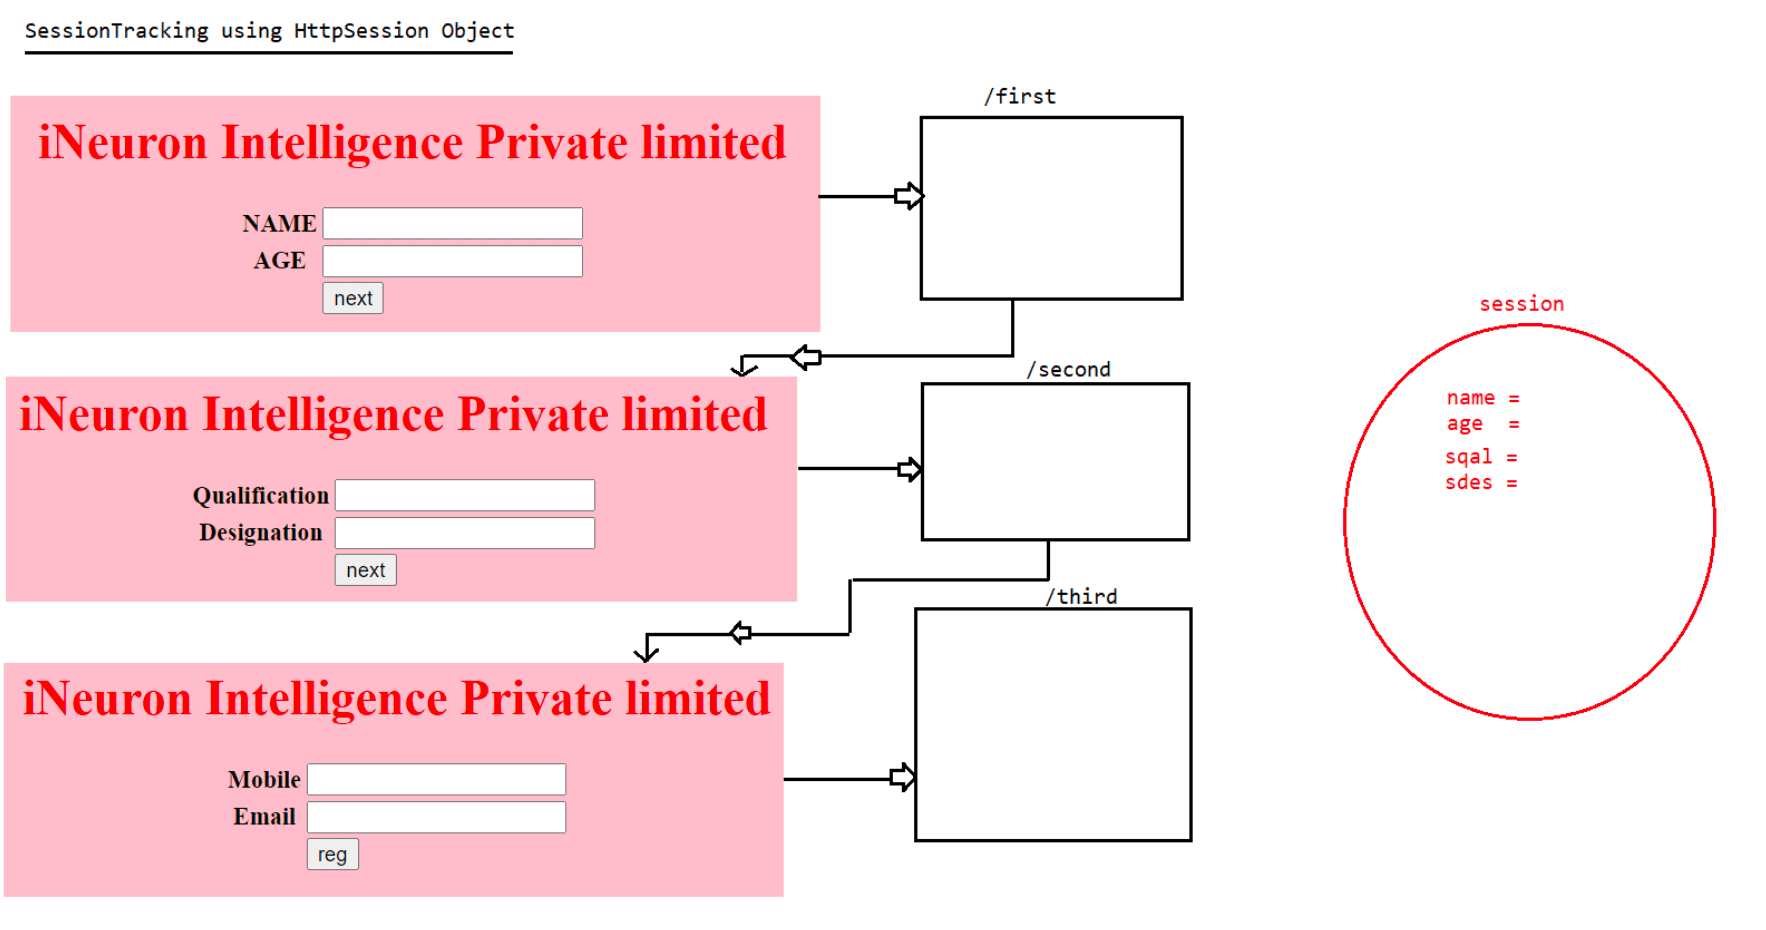 SessionTracking using HttpSession Object
/first
iNeuron Intelligence Private limited
NAME
AGE
next
session
/second
name =
age =
sqal =
sdes =
iNeuron Intelligence Private limited
Qualification
Designation
next
/third
iNeuron Intelligence Private limited
Mobile
Email
reg